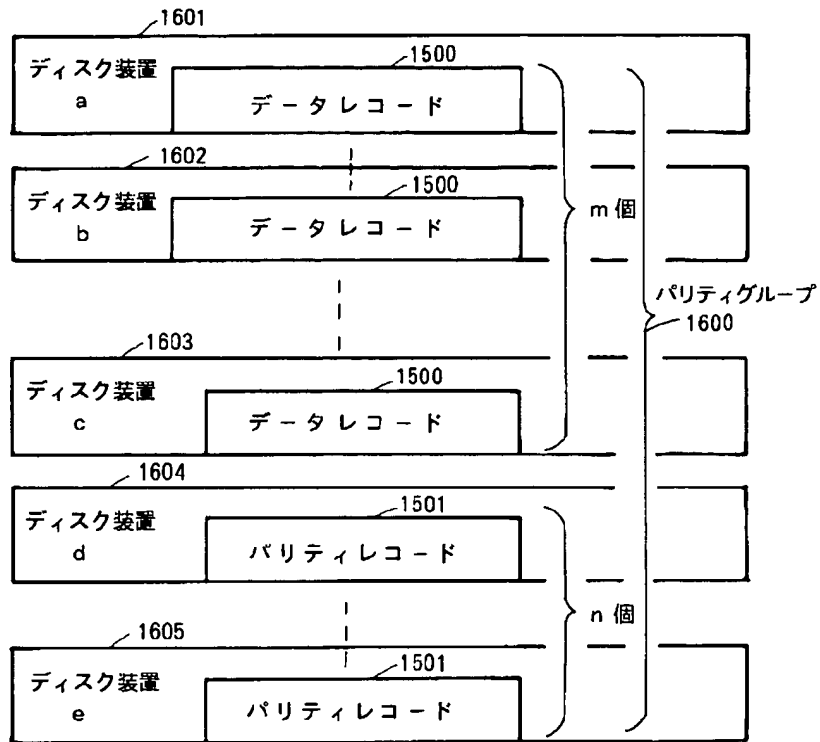 1601
1500
ディスク装置
a
データレコード
1602
1500
ディスク装置
b
データレコード
m個
パリティグループ
1600
1603
1500
ディスク装置
c
データレコード
1604
1501
ディスク装置
d
パリティレコード
n個
1605
1501
ディスク装置
e
パリティレコード